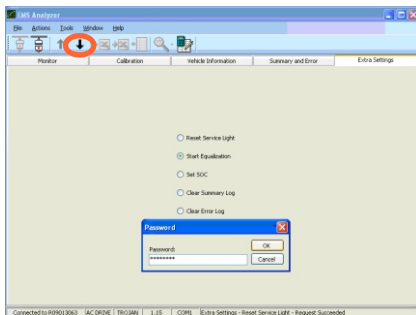 EMS Analyzer
File Actions Tools Window Help
Monitor Calibration Vehicle Information Summary and Error Extra Settings
Reset Service Light
Start Equalization
Set SOC
Clear Summary Log
Clear Error Log
Password
Password:
********
OK
Cancel
Connected to R09013063 AC DRIVE TROJAN 1.15 COM1 Extra Settings - Reset Service Light - Request Succeeded